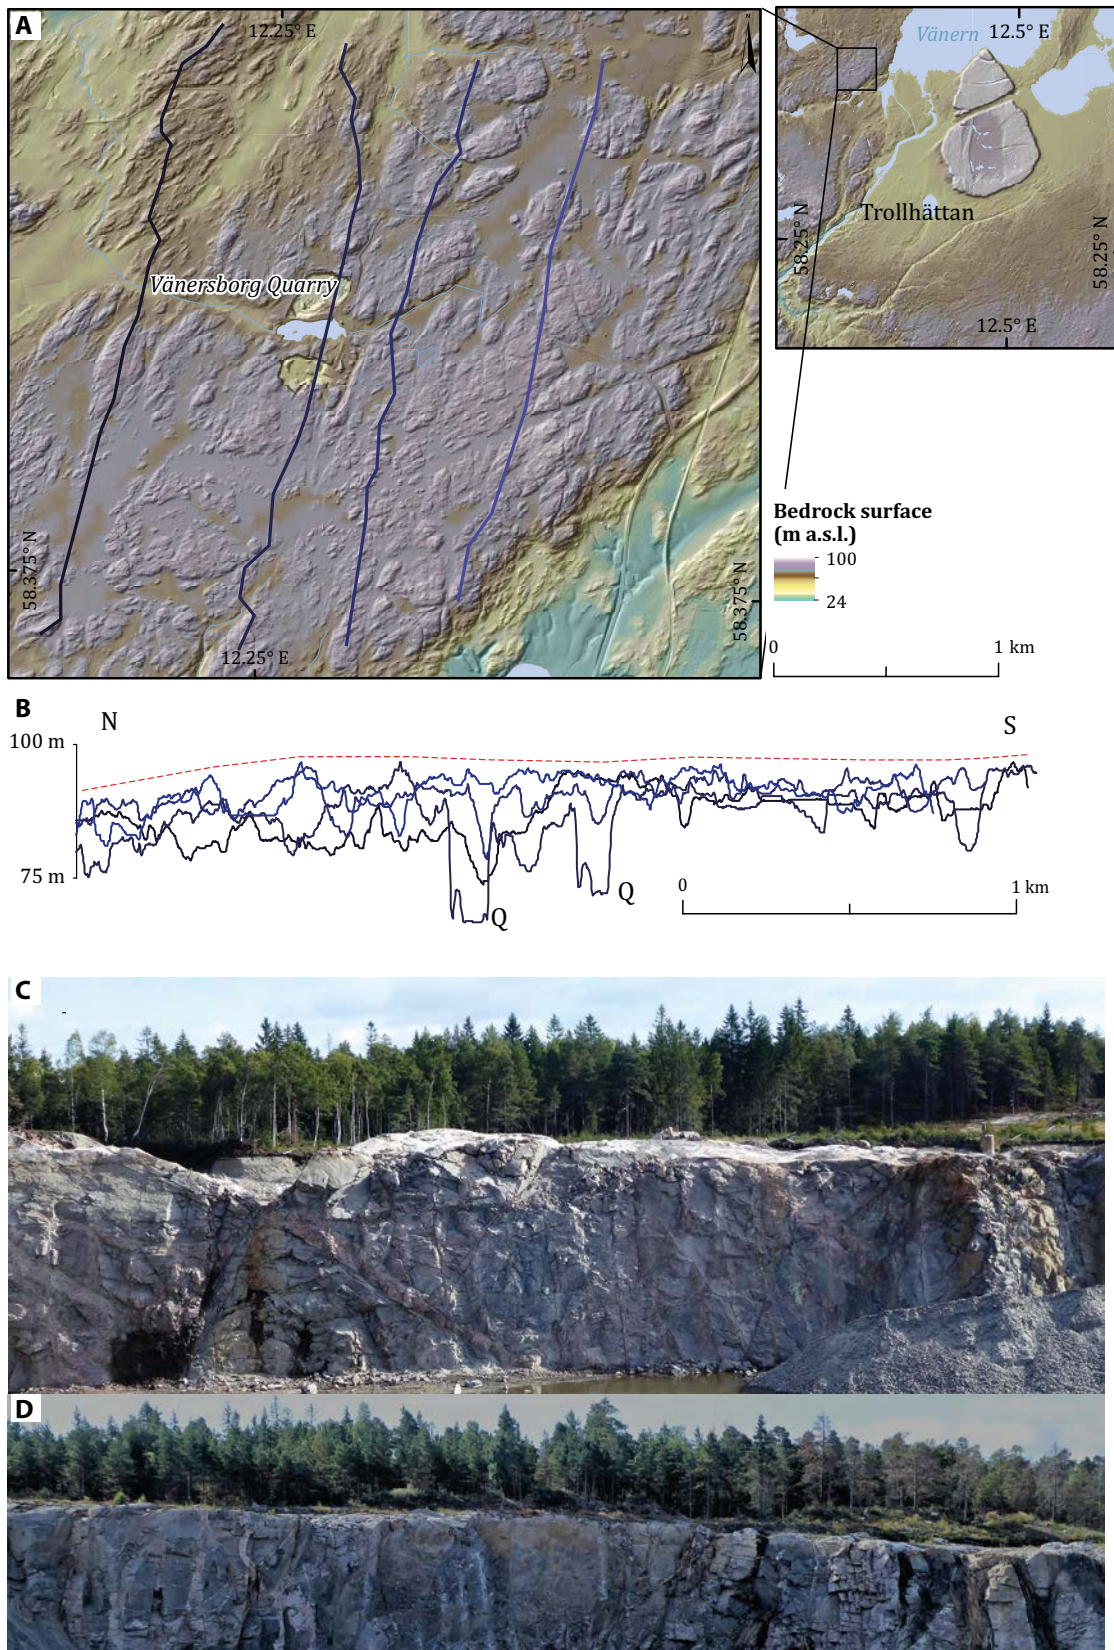 A
12.25° E
N
Vänersborg Quarry
58.375° N
58.375° N
12.25° E
Vänern 12.5° E
Trollhättan
58.25° N
58.25° N
12.5° E
Bedrock surface
(m a.s.l.)
100
24
0 1 km
B
N S
100 m
75 m
Q
Q
0 1 km
C
D